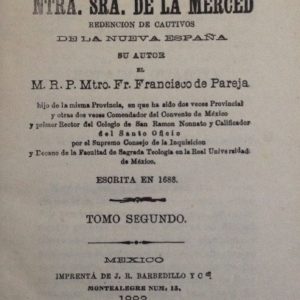 NTRA. SRA. DE LA MERCED
REDENCION DE CAUTIVOS
DE LA NUEVA ESPAÑA
SU AUTOR
EL
M. R. P. Mtro. Fr. Francisco de Pareja
hijo de la misma Provincia, en que ha sido dos veces Provincial
y otras dos veces Comendador del Convento de México
y primer Rector del Colegio de San Ramon Nonnato y Calificador
del Santo Oficio
por el Supremo Consejo de la Inquisicion
y Decano de la Facultad de Sagrada Teologia en la Real Universidad
de México.
ESCRITA EN 1688.
TOMO SEGUNDO.
MEXICO
IMPRENTA DE J. R. BARBEDILLO Y Cª
MONTEALEGRE NUM. 15.